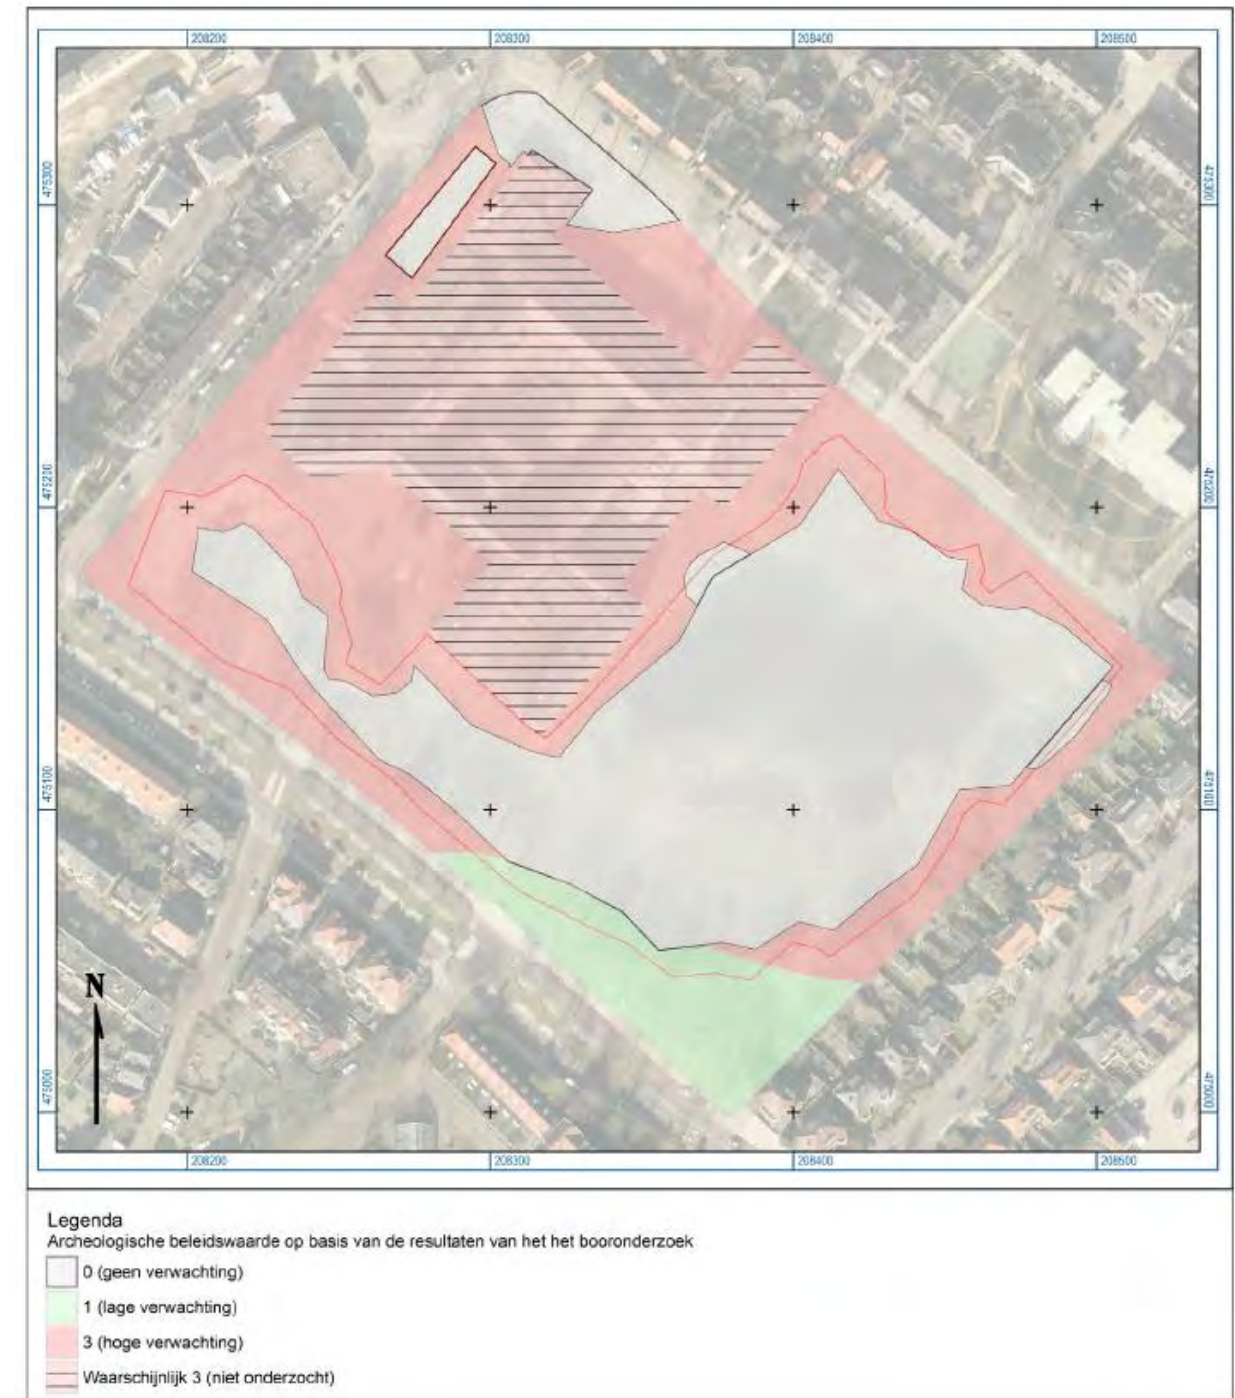 208200 208300 208400 208500
475300 475300
475200 475200
475100 475100
475000 475000
N
208200 208300 208400 208500
Legenda
Archeologische beleidswaarde op basis van de resultaten van het het booronderzoek
0 (geen verwachting)
1 (lage verwachting)
3 (hoge verwachting)
Waarschijnlijk 3 (niet onderzocht)